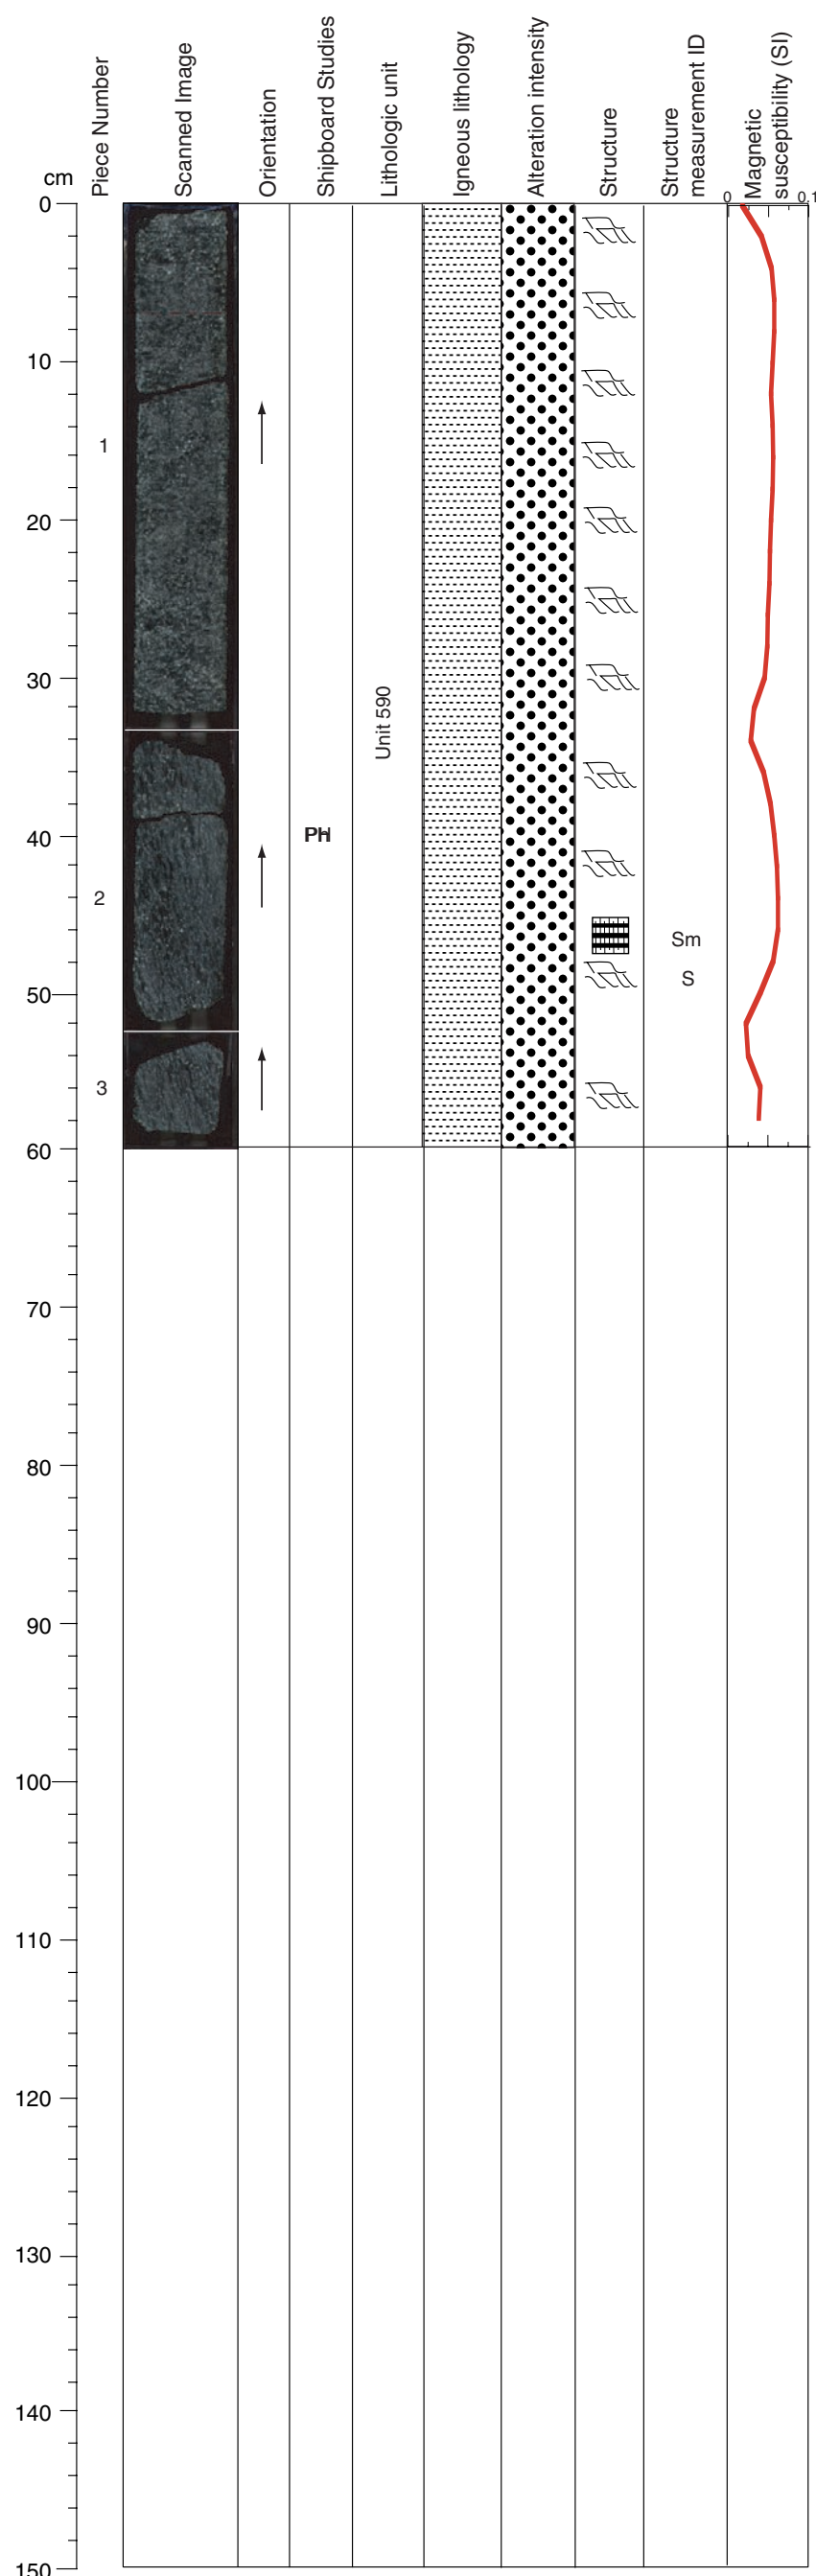 Piece Number
Scanned Image
Orientation
Shipboard Studies
Lithologic unit
Igneous lithology
Alteration intensity
Structure
Structure
measurement ID
Magnetic
susceptibility (SI)
cm
0
0.1
0
10
1
20
30
Unit 590
40
PH
2
Sm
50
S
3
60
70
80
90
100
110
120
130
140
150